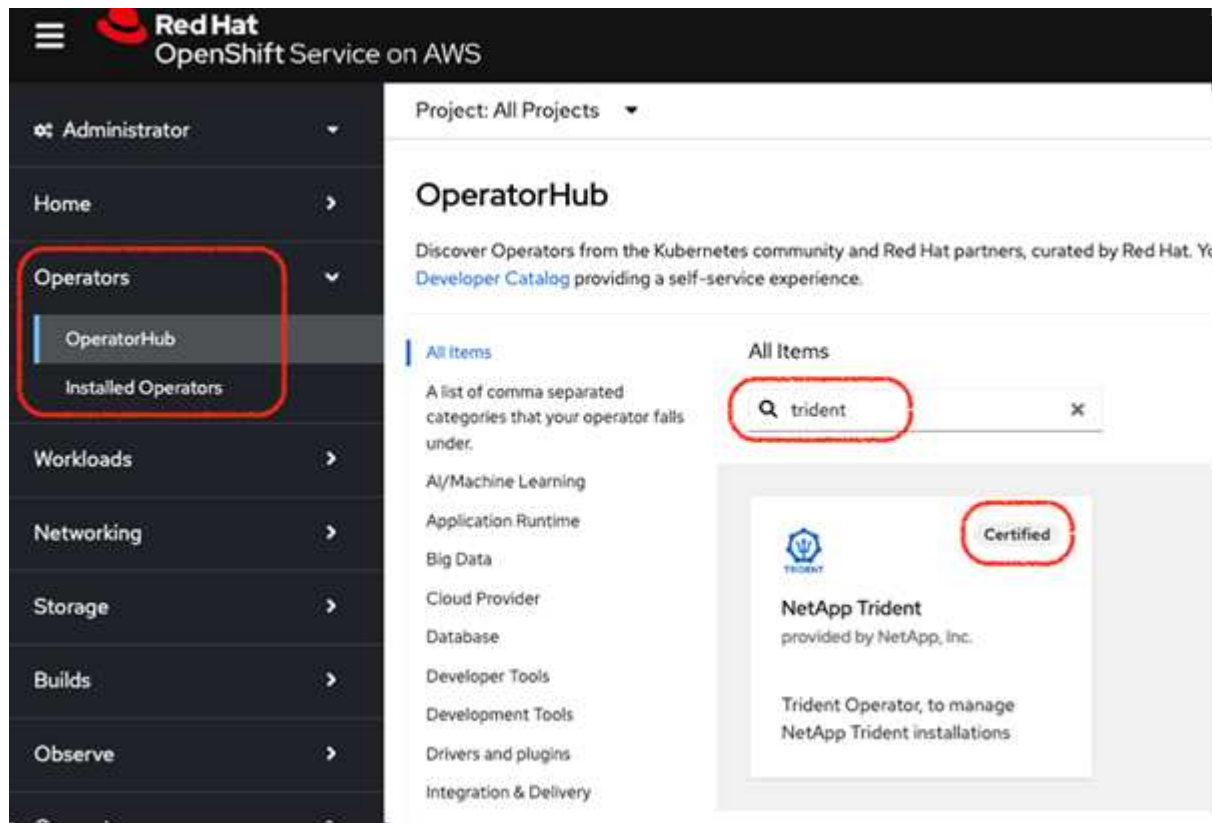 Red Hat
OpenShift Service on AWS
Administrator
Home
Operators
OperatorHub
Installed Operators
Workloads
Networking
Storage
Builds
Observe
Project: All Projects
OperatorHub
Discover Operators from the Kubernetes community and Red Hat partners, curated by Red Hat.
Developer Catalog providing a self-service experience.
All Items
A list of comma separated
categories that your operator falls
under.
AI/Machine Learning
Application Runtime
Big Data
Cloud Provider
Database
Developer Tools
Development Tools
Drivers and plugins
Integration & Delivery
All Items
trident
Certified
TRIDENT
NetApp Trident
provided by NetApp, Inc.
Trident Operator, to manage
NetApp Trident installations